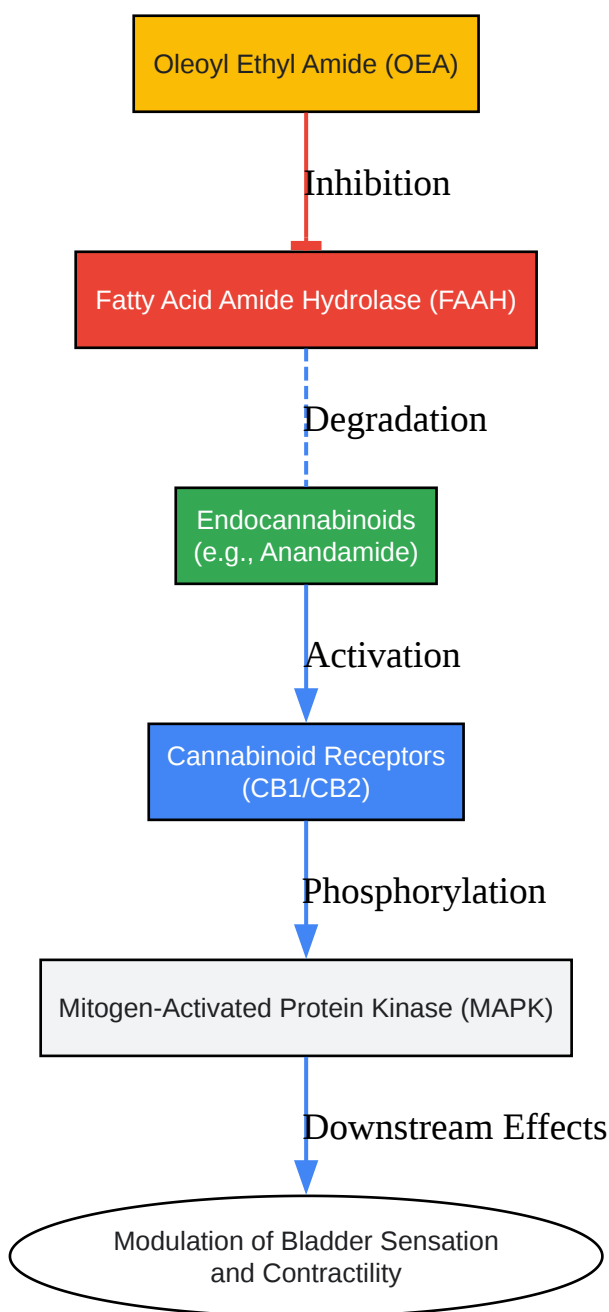 Oleoyl Ethyl Amide (OEA)
Inhibition
Fatty Acid Amide Hydrolase (FAAH)
Degradation
Endocannabinoids
(e.g., Anandamide)
Activation
Cannabinoid Receptors
(CB1/CB2)
Phosphorylation
Mitogen-Activated Protein Kinase (MAPK)
Downstream Effects
Modulation of Bladder Sensation
and Contractility